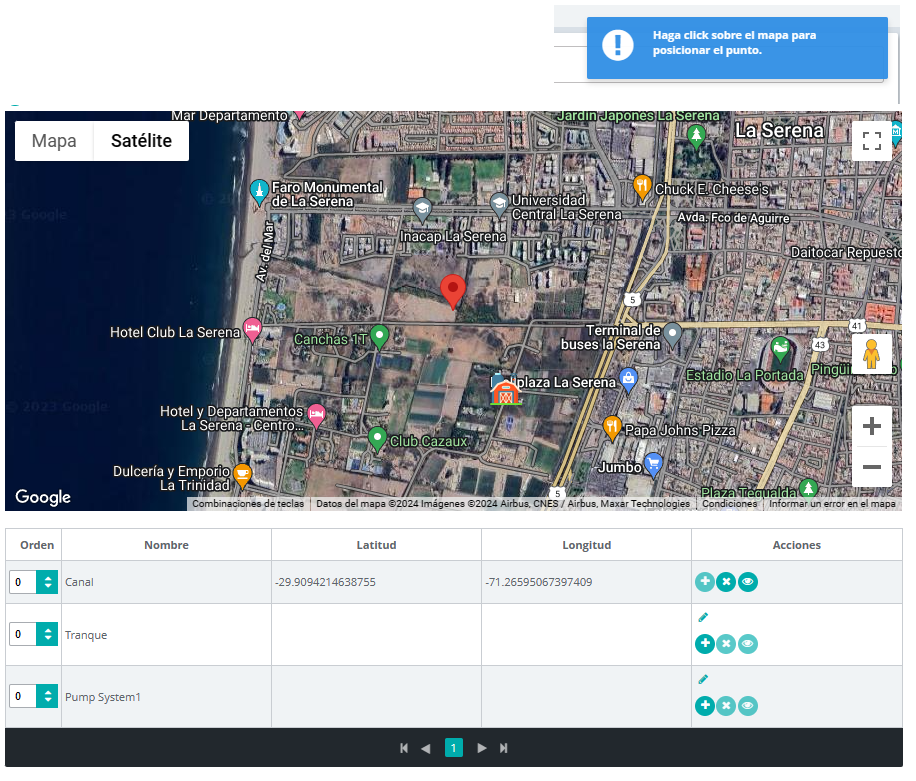 Haga click sobre el mapa para
posicionar el punto.
Mapa
Satélite
Mar Departamento
Jardín Japonés La Serena
La Serena
Faro Monumental
de La Serena
Chuck E. Cheese's
Universidad
Central La Serena
Avda. Fco de Aguirre
Inacap La Serena
Av. del Mar
Daitocar Repuesto
5
41
Hotel Club La Serena
Canchas 1T
Terminal de
buses la Serena
43
Estadio La Portada
plaza La Serena
© 2023 Google
Hotel y Departamentos
La Serena - Centro...
Club Cazaux
Papa Johns Pizza
Dulcería y Emporio
La Trinidad
Jumbo
Plaza Tegualda
5
Google
Combinaciones de teclas
Datos del mapa ©2024 Imágenes ©2024 Airbus, CNES / Airbus, Maxar Technologies
Condiciones
Informar un error en el mapa
Orden Nombre Latitud Longitud Acciones
0 Canal -29.9094214638755 -71.26595067397409
0 Tranque
0 Pump System1
1